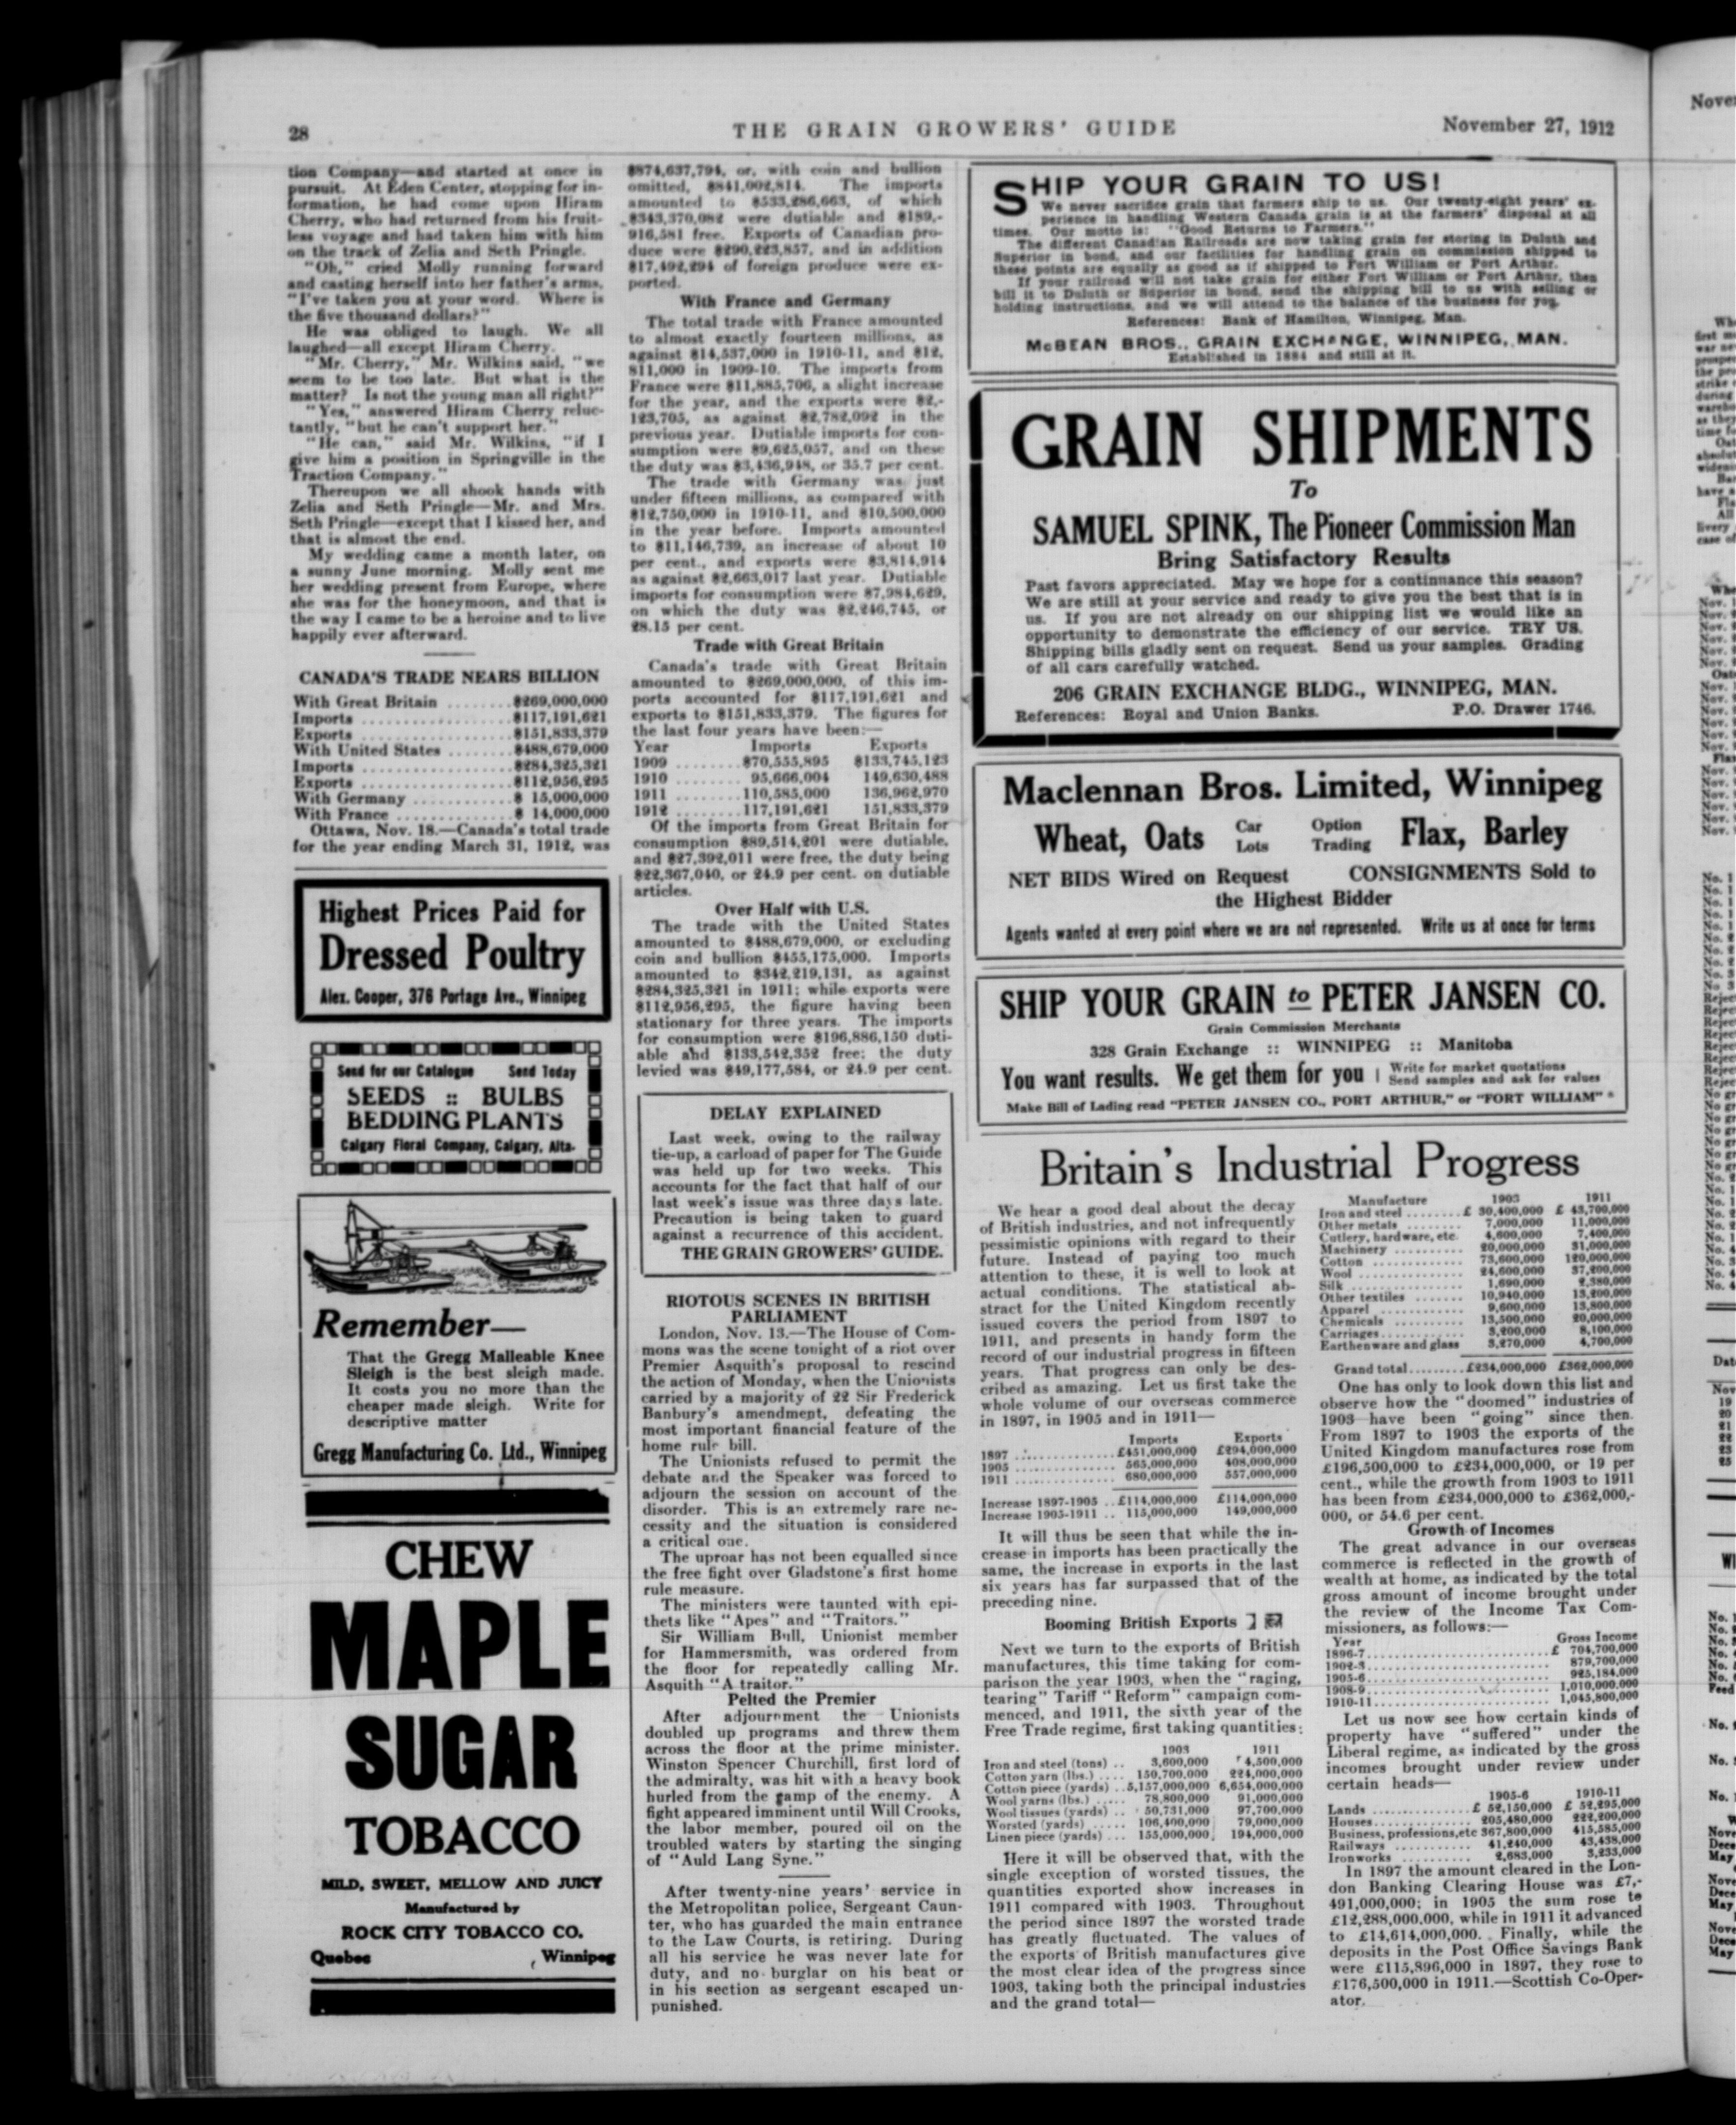 28
THE GRAIN GROWERS' GUIDE
November 27, 1912
tion Company—and started at once in
pursuit. At Eden Center, stopping for in-
formation, he had come upon Hiram
Cherry, who had returned from his fruit-
less voyage and had taken him with him
on the track of Zelia and Seth Pringle.
"Oh," cried Molly running forward
and casting herself into her father's arms,
"I've taken you at your word. Where is
the five thousand dollars?"
He was obliged to laugh. We all
laughed—all except Hiram Cherry.
"Mr. Cherry," Mr. Wilkins said, "we
seem to be too late. But what is the
matter? Is not the young man all right?"
"Yes," answered Hiram Cherry reluc-
tantly, "but he can't support her."
"He can," said Mr. Wilkins, "if I
give him a position in Springville in the
Traction Company."
Thereupon we all shook hands with
Zelia and Seth Pringle—Mr. and Mrs.
Seth Pringle—except that I kissed her, and
that is almost the end.
My wedding came a month later, on
a sunny June morning. Molly sent me
her wedding present from Europe, where
she was for the honeymoon, and that is
the way I came to be a heroine and to live
happily ever afterward.
CANADA'S TRADE NEARS BILLION
With Great Britain ....... $269,000,000
Imports ................. $117,191,621
Exports ................. $151,833,379
With United States ....... $488,679,000
Imports ................. $284,325,321
Exports ................. $112,956,295
With Germany ........... $ 15,000,000
With France ............. $ 14,000,000
Ottawa, Nov. 18.—Canada's total trade
for the year ending March 31, 1912, was
Highest Prices Paid for
Dressed Poultry
Alex. Cooper, 376 Portage Ave., Winnipeg
Send for our Catalogue Send Today
SEEDS :: BULBS
BEDDING PLANTS
Calgary Floral Company, Calgary, Alta.
Remember—
That the Gregg Malleable Knee
Sleigh is the best sleigh made.
It costs you no more than the
cheaper made sleigh. Write for
descriptive matter
Gregg Manufacturing Co. Ltd., Winnipeg
CHEW
MAPLE
SUGAR
TOBACCO
MILD, SWEET, MELLOW AND JUICY
Manufactured by
ROCK CITY TOBACCO CO.
Quebec Winnipeg
$874,637,794, or, with coin and bullion
omitted, $841,002,814. The imports
amounted to $533,286,663, of which
$343,370,082 were dutiable and $189,-
916,581 free. Exports of Canadian pro-
duce were $290,223,857, and in addition
$17,492,294 of foreign produce were ex-
ported.
With France and Germany
The total trade with France amounted
to almost exactly fourteen millions, as
against $14,537,000 in 1910-11, and $12,
811,000 in 1909-10. The imports from
France were $11,885,706, a slight increase
for the year, and the exports were $2,-
123,705, as against $2,782,092 in the
previous year. Dutiable imports for con-
sumption were $9,625,057, and on these
the duty was $3,436,948, or 35.7 per cent.
The trade with Germany was just
under fifteen millions, as compared with
$12,750,000 in 1910-11, and $10,500,000
in the year before. Imports amounted
to $11,146,739, an increase of about 10
per cent., and exports were $3,814,914
as against $2,663,017 last year. Dutiable
imports for consumption were $7,984,629,
on which the duty was $2,246,745, or
28.15 per cent.
Trade with Great Britain
Canada's trade with Great Britain
amounted to $269,000,000, of this im-
ports accounted for $117,191,621 and
exports to $151,833,379. The figures for
the last four years have been:—
Year Imports Exports
1909 ........ $70,555,895 $133,745,123
1910 ........ 95,666,004 149,630,488
1911 ........ 110,585,000 136,962,970
1912 ........ 117,191,621 151,833,379
Of the imports from Great Britain for
consumption $89,514,201 were dutiable,
and $27,392,011 were free, the duty being
$22,367,040, or 24.9 per cent. on dutiable
articles.
Over Half with U.S.
The trade with the United States
amounted to $488,679,000, or excluding
coin and bullion $455,175,000. Imports
amounted to $342,219,131, as against
$284,325,321 in 1911; while exports were
$112,956,295, the figure having been
stationary for three years. The imports
for consumption were $196,886,150 duti-
able and $133,542,352 free; the duty
levied was $49,177,584, or 24.9 per cent.
DELAY EXPLAINED
Last week, owing to the railway
tie-up, a carload of paper for The Guide
was held up for two weeks. This
accounts for the fact that half of our
last week's issue was three days late.
Precaution is being taken to guard
against a recurrence of this accident.
THE GRAIN GROWERS' GUIDE.
RIOTOUS SCENES IN BRITISH
PARLIAMENT
London, Nov. 13.—The House of Com-
mons was the scene tonight of a riot over
Premier Asquith's proposal to rescind
the action of Monday, when the Unionists
carried by a majority of 22 Sir Frederick
Banbury's amendment, defeating the
most important financial feature of the
home rule bill.
The Unionists refused to permit the
debate and the Speaker was forced to
adjourn the session on account of the
disorder. This is an extremely rare ne-
cessity and the situation is considered
a critical one.
The uproar has not been equalled since
the free fight over Gladstone's first home
rule measure.
The ministers were taunted with epi-
thets like "Apes" and "Traitors."
Sir William Bull, Unionist member
for Hammersmith, was ordered from
the floor for repeatedly calling Mr.
Asquith "A traitor."
Pelted the Premier
After adjournment the Unionists
doubled up programs and threw them
across the floor at the prime minister.
Winston Spencer Churchill, first lord of
the admiralty, was hit with a heavy book
hurled from the gamp of the enemy. A
fight appeared imminent until Will Crooks,
the labor member, poured oil on the
troubled waters by starting the singing
of "Auld Lang Syne."
After twenty-nine years' service in
the Metropolitan police, Sergeant Caun-
ter, who has guarded the main entrance
to the Law Courts, is retiring. During
all his service he was never late for
duty, and no burglar on his beat or
in his section as sergeant escaped un-
punished.
SHIP YOUR GRAIN TO US!
We never sacrifice grain that farmers ship to us. Our twenty-eight years' ex-
perience in handling Western Canada grain is at the farmers' disposal at all
times. Our motto is: "Good Returns to Farmers."
The different Canadian Railroads are now taking grain for storing in Duluth and
Superior in bond, and our facilities for handling grain on commission shipped to
these points are equally as good as if shipped to Fort William or Port Arthur.
If your railroad will not take grain for either Fort William or Port Arthur, then
bill it to Duluth or Superior in bond, send the shipping bill to us with selling or
holding instructions, and we will attend to the balance of the business for you.
References: Bank of Hamilton, Winnipeg, Man.
McBEAN BROS., GRAIN EXCHANGE, WINNIPEG, MAN.
Established in 1884 and still at it.
GRAIN SHIPMENTS
To
SAMUEL SPINK, The Pioneer Commission Man
Bring Satisfactory Results
Past favors appreciated. May we hope for a continuance this season?
We are still at your service and ready to give you the best that is in
us. If you are not already on our shipping list we would like an
opportunity to demonstrate the efficiency of our service. TRY US.
Shipping bills gladly sent on request. Send us your samples. Grading
of all cars carefully watched.
206 GRAIN EXCHANGE BLDG., WINNIPEG, MAN.
References: Royal and Union Banks. P.O. Drawer 1746.
Maclennan Bros. Limited, Winnipeg
Wheat, Oats Car Lots Option Trading Flax, Barley
NET BIDS Wired on Request CONSIGNMENTS Sold to
the Highest Bidder
Agents wanted at every point where we are not represented. Write us at once for terms
SHIP YOUR GRAIN to PETER JANSEN CO.
Grain Commission Merchants
328 Grain Exchange :: WINNIPEG :: Manitoba
You want results. We get them for you | Write for market quotations
Send samples and ask for values
Make Bill of Lading read "PETER JANSEN CO., PORT ARTHUR," or "FORT WILLIAM"
Britain's Industrial Progress
We hear a good deal about the decay
of British industries, and not infrequently
pessimistic opinions with regard to their
future. Instead of paying too much
attention to these, it is well to look at
actual conditions. The statistical ab-
stract for the United Kingdom recently
issued covers the period from 1897 to
1911, and presents in handy form the
record of our industrial progress in fifteen
years. That progress can only be des-
cribed as amazing. Let us first take the
whole volume of our overseas commerce
in 1897, in 1905 and in 1911—
Imports Exports
1897 ............... £451,000,000 £294,000,000
1905 ............... 565,000,000 408,000,000
1911 ............... 680,000,000 557,000,000
Increase 1897-1905 .. £114,000,000 £114,000,000
Increase 1905-1911 .. 115,000,000 149,000,000
It will thus be seen that while the in-
crease in imports has been practically the
same, the increase in exports in the last
six years has far surpassed that of the
preceding nine.
Booming British Exports
Next we turn to the exports of British
manufactures, this time taking for com-
parison the year 1903, when the "raging,
tearing" Tariff "Reform" campaign com-
menced, and 1911, the sixth year of the
Free Trade regime, first taking quantities:
1903 1911
Iron and steel (tons) .. 3,600,000 4,500,000
Cotton yarn (lbs.) .... 150,700,000 224,000,000
Cotton piece (yards) .. 5,157,000,000 6,654,000,000
Wool yarns (lbs.) ..... 78,800,000 91,000,000
Wool tissues (yards) .. 50,731,000 97,700,000
Worsted (yards) ..... 106,400,000 79,000,000
Linen piece (yards) ... 155,000,000 194,000,000
Here it will be observed that, with the
single exception of worsted tissues, the
quantities exported show increases in
1911 compared with 1903. Throughout
the period since 1897 the worsted trade
has greatly fluctuated. The values of
the exports of British manufactures give
the most clear idea of the progress since
1903, taking both the principal industries
and the grand total—
Manufacture 1903 1911
Iron and steel ........ £ 30,400,000 £ 43,700,000
Other metals ........ 7,000,000 11,000,000
Cutlery, hardware, etc. 4,600,000 7,400,000
Machinery .......... 20,000,000 31,000,000
Cotton ............. 73,600,000 120,000,000
Wool ............... 24,600,000 37,200,000
Silk ................ 1,690,000 2,380,000
Other textiles ....... 10,940,000 13,200,000
Apparel ............ 9,600,000 13,800,000
Chemicals .......... 13,500,000 20,000,000
Carriages............ 3,200,000 8,100,000
Earthenware and glass 3,270,000 4,700,000
Grand total........ £234,000,000 £362,000,000
One has only to look down this list and
observe how the "doomed" industries of
1903 have been "going" since then.
From 1897 to 1903 the exports of the
United Kingdom manufactures rose from
£196,500,000 to £234,000,000, or 19 per
cent., while the growth from 1903 to 1911
has been from £234,000,000 to £362,000,-
000, or 54.6 per cent.
Growth of Incomes
The great advance in our overseas
commerce is reflected in the growth of
wealth at home, as indicated by the total
gross amount of income brought under
the review of the Income Tax Com-
missioners, as follows:—
Year Gross Income
1896-7........................ £ 704,700,000
1902-3........................ 879,700,000
1905-6........................ 925,184,000
1908-9........................ 1,010,000,000
1910-11....................... 1,045,800,000
Let us now see how certain kinds of
property have "suffered" under the
Liberal regime, as indicated by the gross
incomes brought under review under
certain heads—
1905-6 1910-11
Lands .............. £ 52,150,000 £ 52,295,000
Houses.............. 205,480,000 222,200,000
Business, professions,etc 367,800,000 415,585,000
Railways ........... 41,240,000 43,438,000
Ironworks .......... 2,683,000 3,233,000
In 1897 the amount cleared in the Lon-
don Banking Clearing House was £7,-
491,000,000; in 1905 the sum rose to
£12,288,000,000, while in 1911 it advanced
to £14,614,000,000. Finally, while the
deposits in the Post Office Savings Bank
were £115,896,000 in 1897, they rose to
£176,500,000 in 1911.—Scottish Co-Oper-
ator.